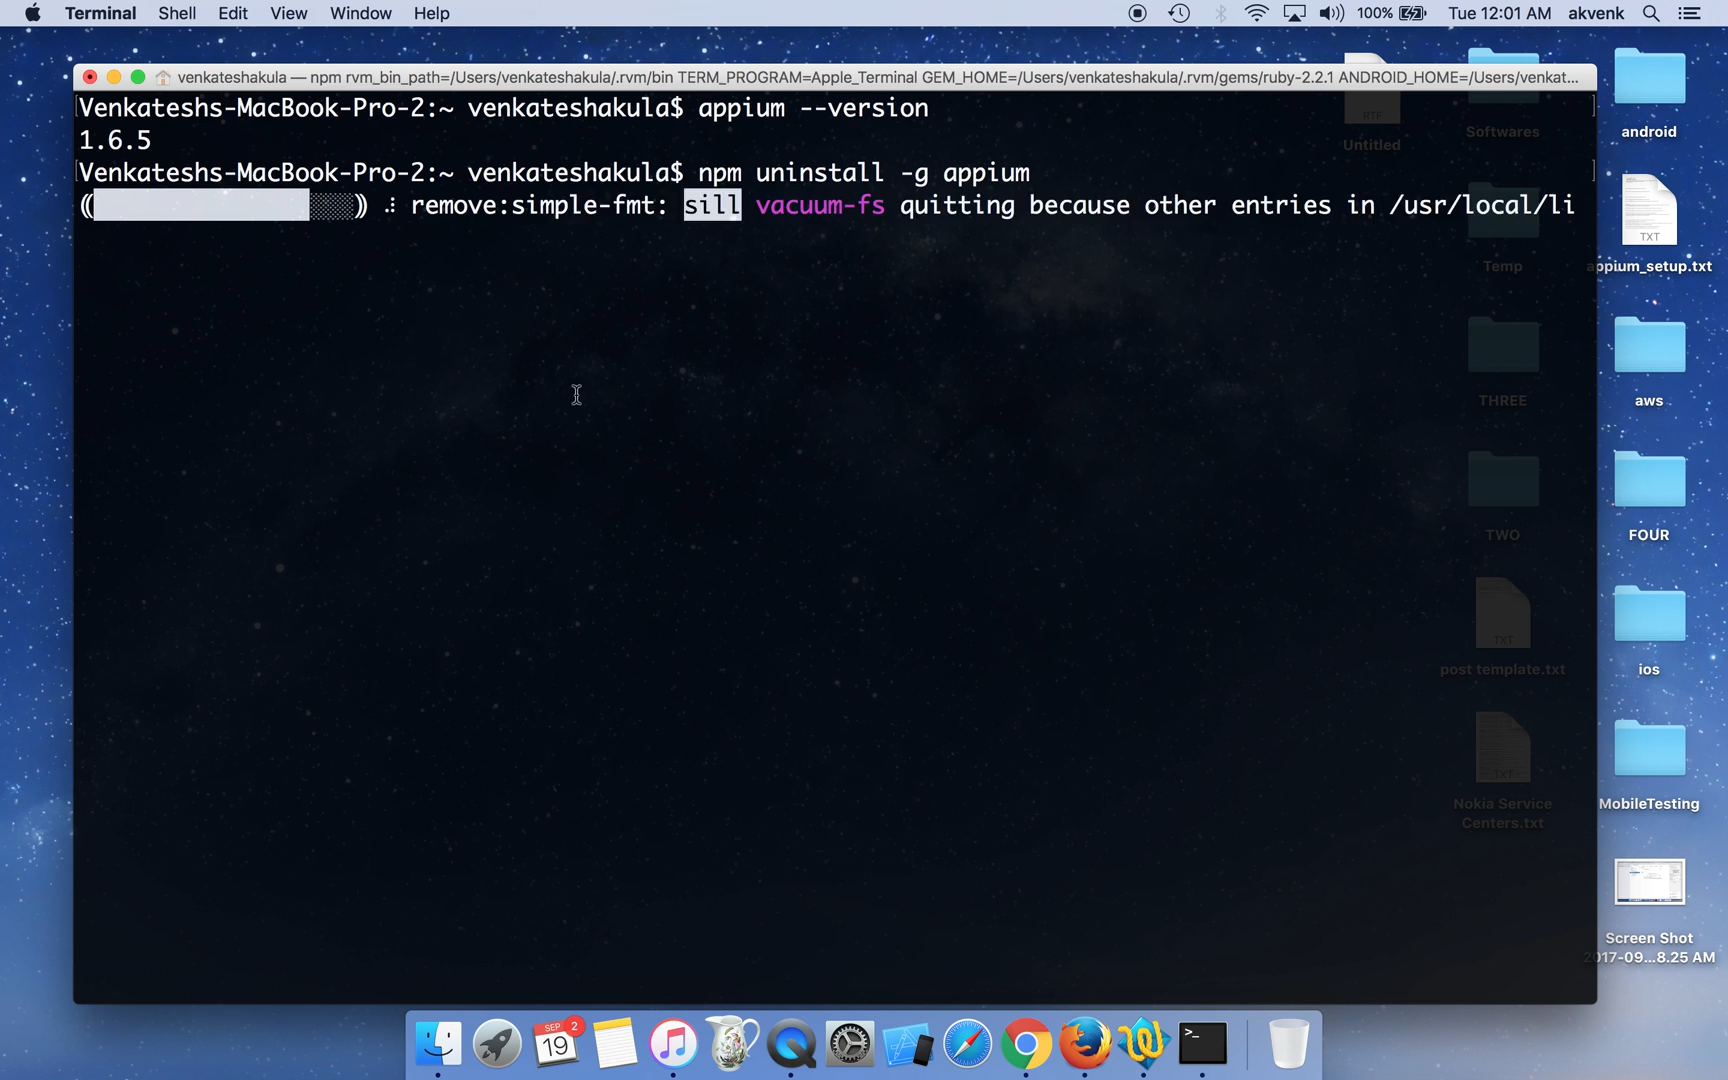 Terminal Shell Edit View Window Help 100% Tue 12:01 AM akvenk
venkateshakula — npm rvm_bin_path=/Users/venkateshakula/.rvm/bin TERM_PROGRAM=Apple_Terminal GEM_HOME=/Users/venkateshakula/.rvm/gems/ruby-2.2.1 ANDROID_HOME=/Users/venkat...
Venkateshs-MacBook-Pro-2:~ venkateshakula$ appium --version
1.6.5
Venkateshs-MacBook-Pro-2:~ venkateshakula$ npm uninstall -g appium
remove:simple-fmt: sill vacuum-fs quitting because other entries in /usr/local/li
RTF
Untitled
Softwares
android
Temp
TXT
appium_setup.txt
THREE
aws
TWO
FOUR
TXT
post template.txt
ios
TXT
Nokia Service
Centers.txt
MobileTesting
Screen Shot
2017-09...8.25 AM
SEP
2
19
>_